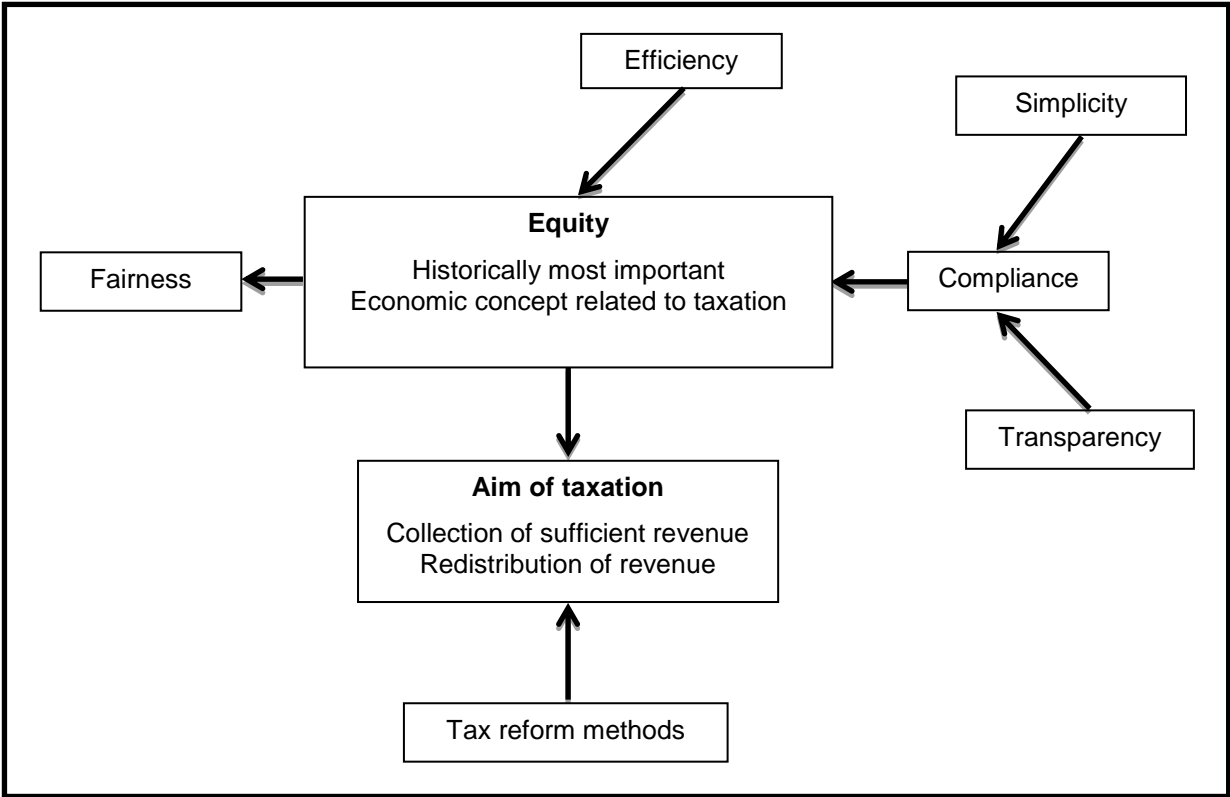 Efficiency
Simplicity
Equity
Historically most important
Economic concept related to taxation
Fairness
Compliance
Transparency
Aim of taxation
Collection of sufficient revenue
Redistribution of revenue
Tax reform methods